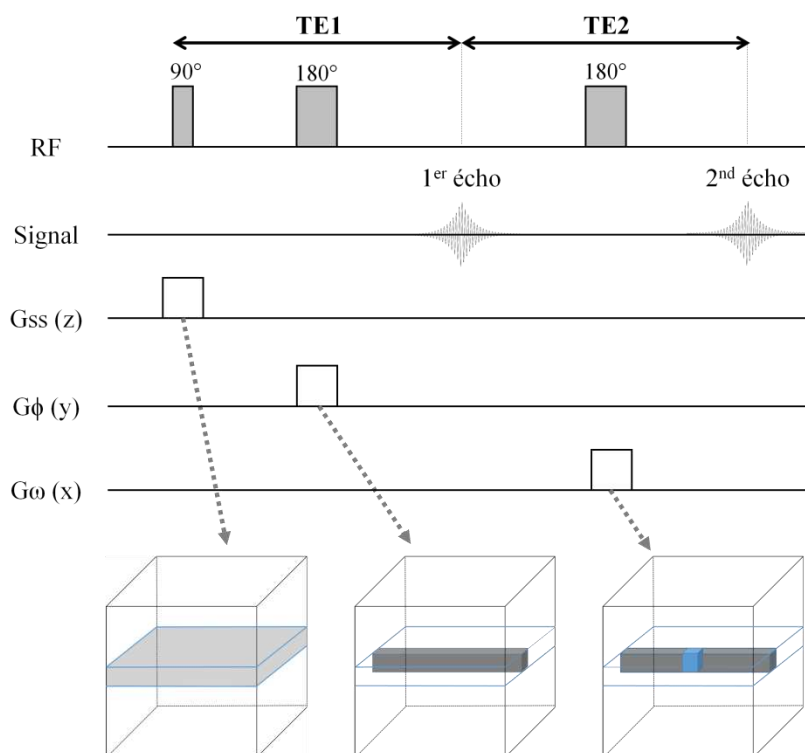 TE1 TE2
90° 180° 180°
RF
1er écho 2nd écho
Signal
Gss (z)
Gϕ (y)
Gω (x)